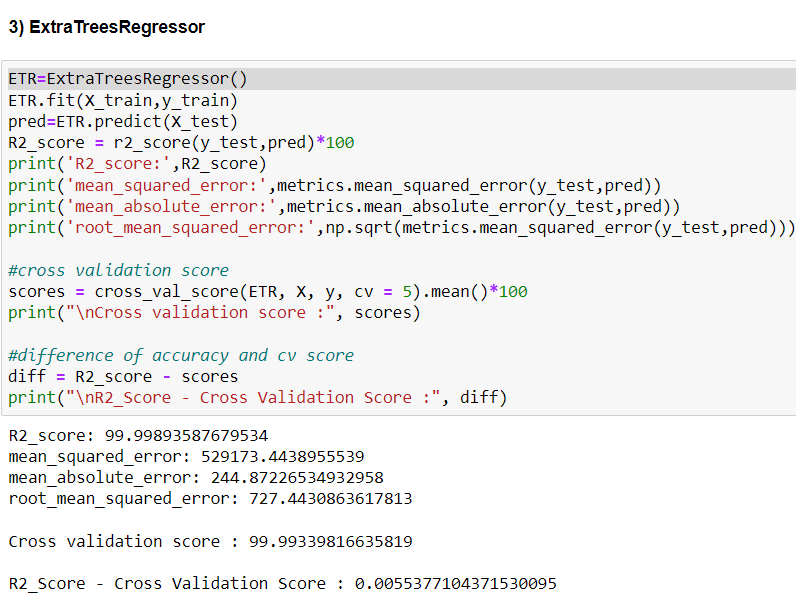 3) ExtraTreesRegressor
ETR=ExtraTreesRegressor()
ETR.fit(X_train,y_train)
pred=ETR.predict(X_test)
R2_score = r2_score(y_test,pred)*100
print('R2_score:',R2_score)
print('mean_squared_error:',metrics.mean_squared_error(y_test,pred))
print('mean_absolute_error:',metrics.mean_absolute_error(y_test,pred))
print('root_mean_squared_error:',np.sqrt(metrics.mean_squared_error(y_test,pred)))
#cross validation score
scores = cross_val_score(ETR, X, y, cv = 5).mean()*100
print("\nCross validation score :", scores)
#difference of accuracy and cv score
diff = R2_score - scores
print("\nR2_Score - Cross Validation Score :", diff)
R2_score: 99.99893587679534
mean_squared_error: 529173.4438955539
mean_absolute_error: 244.87226534932958
root_mean_squared_error: 727.4430863617813
Cross validation score : 99.99339816635819
R2_Score - Cross Validation Score : 0.0055377104371530095